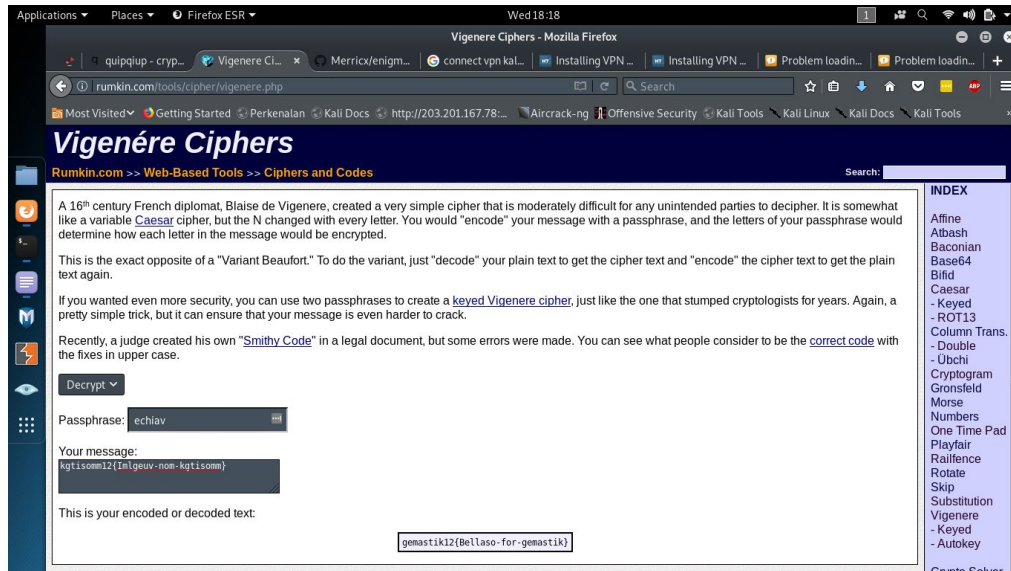 Applications ▾ Places ▾ Firefox ESR ▾ Wed18:18 1
Vigenere Ciphers - Mozilla Firefox
quipqiup - cryp... Vigenere Ci... × Merricx/enigm... connect vpn kal... Installing VPN ... Installing VPN ... Problem loadin... Problem loadin... +
rumkin.com/tools/cipher/vigenere.php Search
Most Visited Getting Started Perkenalan Kali Docs http://203.201.167.78:... Aircrack-ng Offensive Security Kali Tools Kali Linux Kali Docs Kali Tools »
Vigenére Ciphers
Rumkin.com >> Web-Based Tools >> Ciphers and Codes Search:
A 16th century French diplomat, Blaise de Vigenere, created a very simple cipher that is moderately difficult for any unintended parties to decipher. It is somewhat
like a variable Caesar cipher, but the N changed with every letter. You would "encode" your message with a passphrase, and the letters of your passphrase would
determine how each letter in the message would be encrypted.
This is the exact opposite of a "Variant Beaufort." To do the variant, just "decode" your plain text to get the cipher text and "encode" the cipher text to get the plain
text again.
If you wanted even more security, you can use two passphrases to create a keyed Vigenere cipher, just like the one that stumped cryptologists for years. Again, a
pretty simple trick, but it can ensure that your message is even harder to crack.
Recently, a judge created his own "Smithy Code" in a legal document, but some errors were made. You can see what people consider to be the correct code with
the fixes in upper case.
Decrypt
Passphrase: echiav
Your message:
kgtisomm12{Imlgeuv-nom-kgtisomm}
This is your encoded or decoded text:
gemastik12{Bellaso-for-gemastik}
INDEX
Affine
Atbash
Baconian
Base64
Bifid
Caesar
- Keyed
- ROT13
Column Trans.
- Double
- Übchi
Cryptogram
Gronsfeld
Morse
Numbers
One Time Pad
Playfair
Railfence
Rotate
Skip
Substitution
Vigenere
- Keyed
- Autokey
Crypto Solver